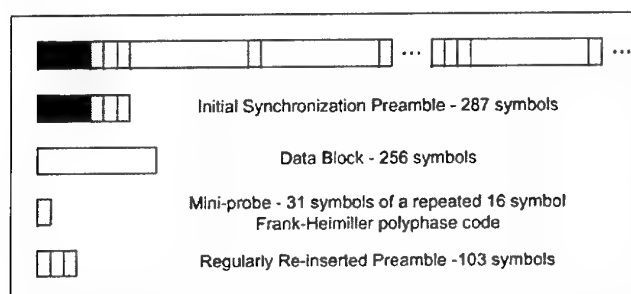 ... ...
Initial Synchronization Preamble - 287 symbols
Data Block - 256 symbols
Mini-probe - 31 symbols of a repeated 16 symbol
Frank-Heimiller polyphase code
Regularly Re-inserted Preamble -103 symbols